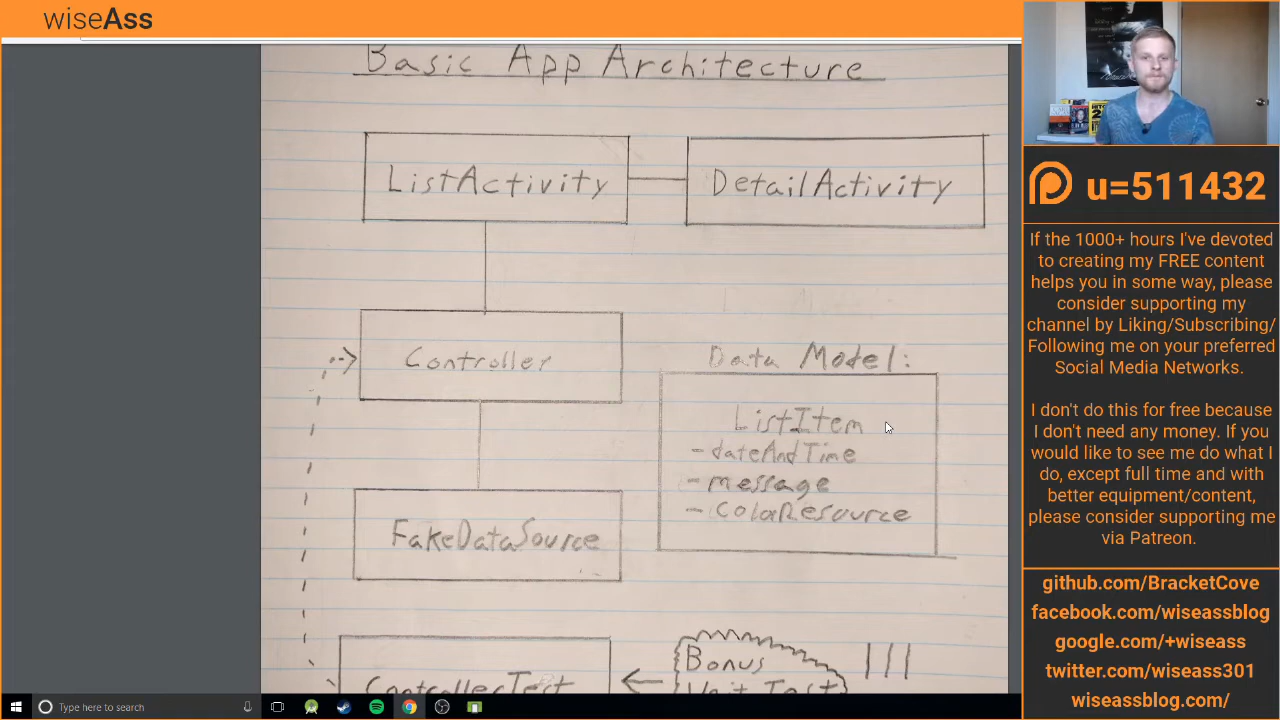 wiseAss
Basic App Architecture
ListActivity
DetailActivity
Controller
Data Model:
ListItem
- dateAndTime
- message
- colorResource
FakeDataSource
ControllerTest
Bonus
Unit Test
u=511432
If the 1000+ hours I've devoted
to creating my FREE content
helps you in some way, please
consider supporting my
channel by Liking/Subscribing/
Following me on your preferred
Social Media Networks.
I don't do this for free because
I don't need any money. If you
would like to see me do what I
do, except full time and with
better equipment/content,
please consider supporting me
via Patreon.
github.com/BracketCove
facebook.com/wiseassblog
google.com/+wiseass
twitter.com/wiseass301
wiseassblog.com/
Type here to search